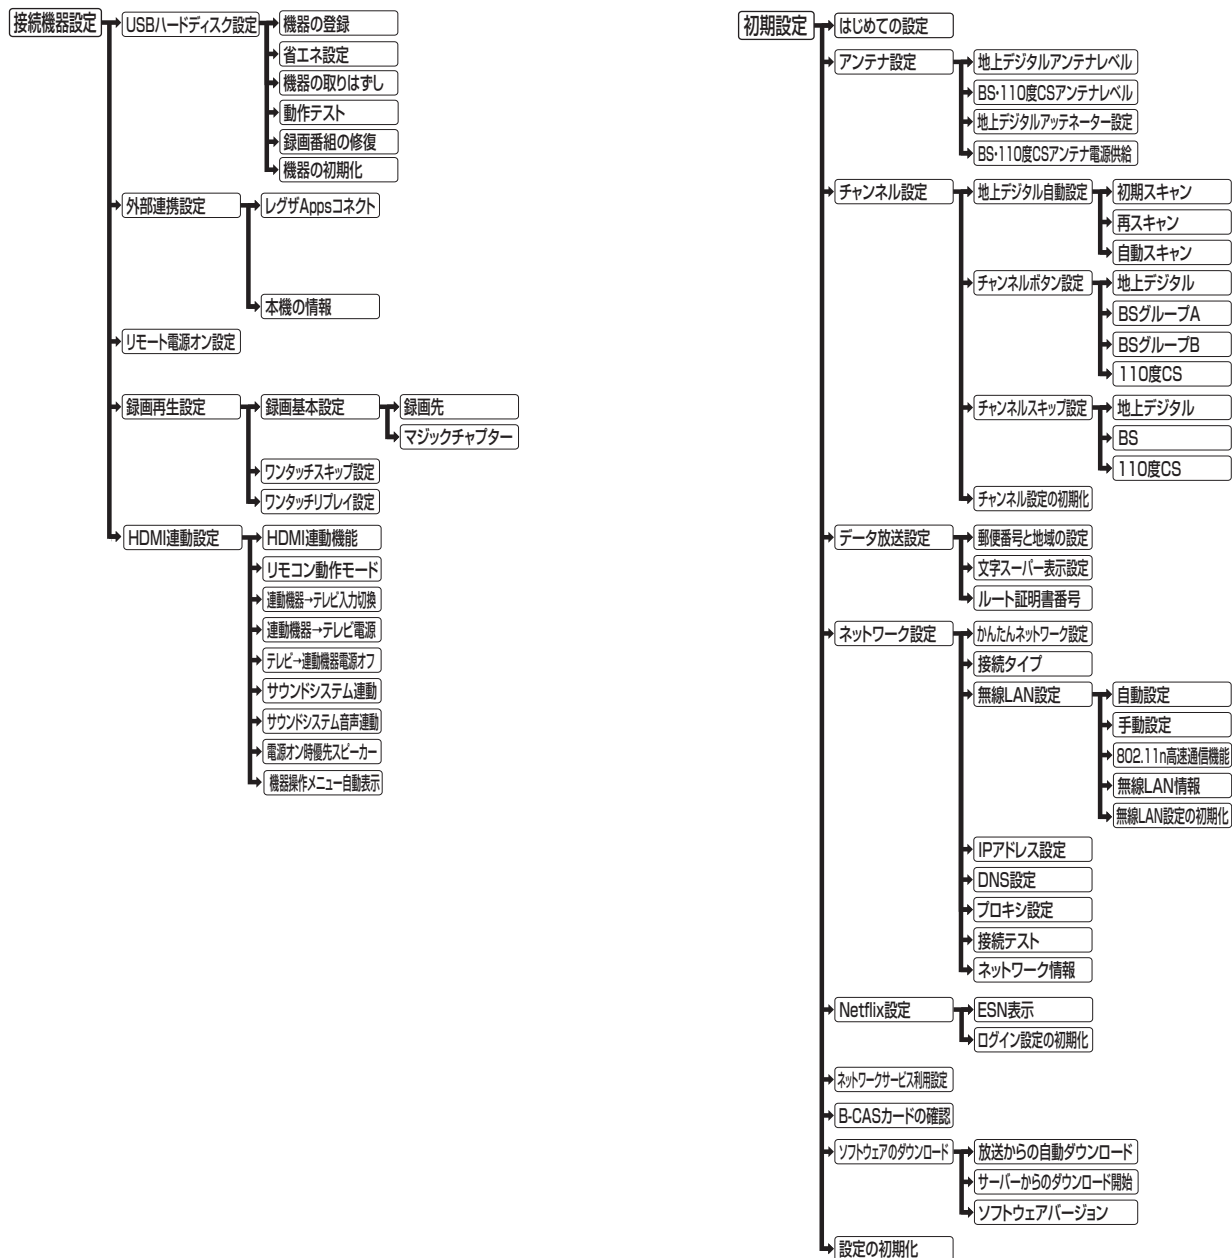 接続機器設定
USBハードディスク設定
機器の登録
省エネ設定
機器の取りはずし
動作テスト
録画番組の修復
機器の初期化
外部連携設定
レグザAppsコネクト
本機の情報
リモート電源オン設定
録画再生設定
録画基本設定
録画先
マジックチャプター
ワンタッチスキップ設定
ワンタッチリプレイ設定
HDMI連動設定
HDMI連動機能
リモコン動作モード
連動機器→テレビ入力切換
連動機器→テレビ電源
テレビ→連動機器電源オフ
サウンドシステム連動
サウンドシステム音声連動
電源オン時優先スピーカー
機器操作メニュー自動表示
初期設定
はじめての設定
アンテナ設定
地上デジタルアンテナレベル
BS・110度CSアンテナレベル
地上デジタルアッテネーター設定
BS・110度CSアンテナ電源供給
チャンネル設定
地上デジタル自動設定
初期スキャン
再スキャン
自動スキャン
チャンネルボタン設定
地上デジタル
BSグループA
BSグループB
110度CS
チャンネルスキップ設定
地上デジタル
BS
110度CS
チャンネル設定の初期化
データ放送設定
郵便番号と地域の設定
文字スーパー表示設定
ルート証明書番号
ネットワーク設定
かんたんネットワーク設定
接続タイプ
無線LAN設定
自動設定
手動設定
802.11n高速通信機能
無線LAN情報
無線LAN設定の初期化
IPアドレス設定
DNS設定
プロキシ設定
接続テスト
ネットワーク情報
Netflix設定
ESN表示
ログイン設定の初期化
ネットワークサービス利用設定
B-CASカードの確認
ソフトウェアのダウンロード
放送からの自動ダウンロード
サーバーからのダウンロード開始
ソフトウェアバージョン
設定の初期化